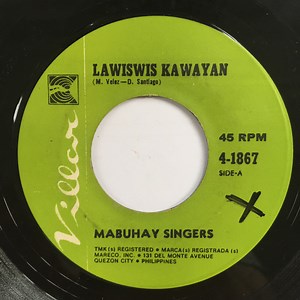 LAWISWIS KAWAYAN
(M. Velez—D. Santiago)
Villar
45 RPM
4-1867
SIDE-A
X
MABUHAY SINGERS
TMK (s) REGISTERED • MARCA (s) REGISTRADA (s)
MARECO, INC. • 131 DEL MONTE AVENUE
QUEZON CITY • PHILIPPINES